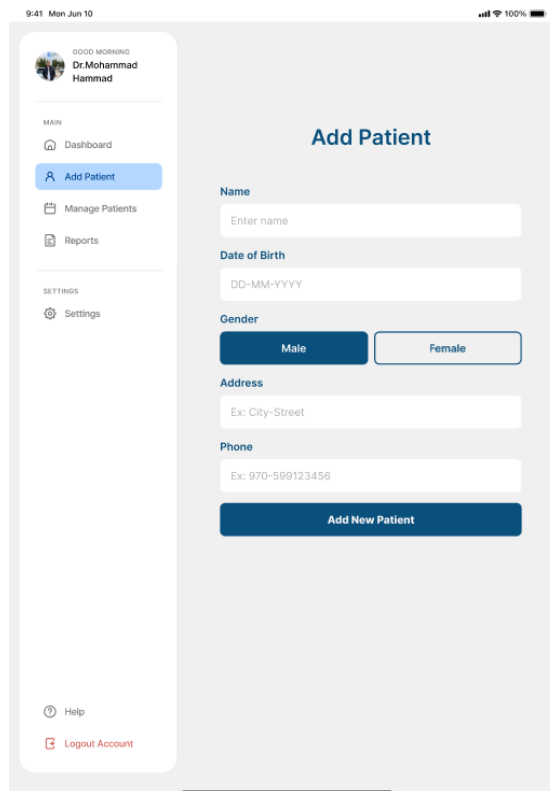 9:41 Mon Jun 10
100%
GOOD MORNING
Dr.Mohammad
Hammad
MAIN
Dashboard
Add Patient
Manage Patients
Reports
SETTINGS
Settings
Help
Logout Account
Add Patient
Name
Enter name
Date of Birth
DD-MM-YYYY
Gender
Male
Female
Address
Ex: City-Street
Phone
Ex: 970-599123456
Add New Patient